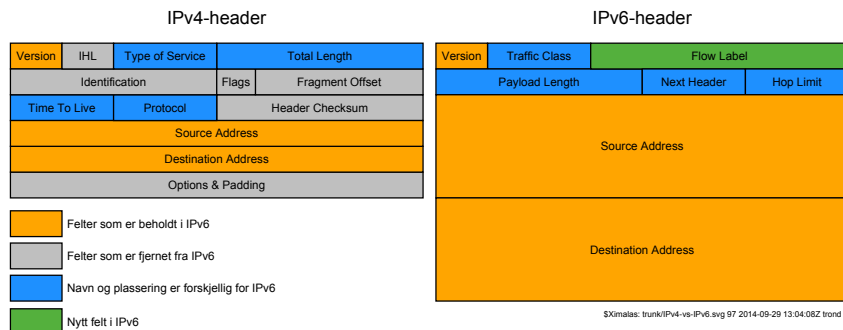 IPv4-header
Version IHL Type of Service Total Length
Identification Flags Fragment Offset
Time To Live Protocol Header Checksum
Source Address
Destination Address
Options & Padding
Felter som er beholdt i IPv6
Felter som er fjernet fra IPv6
Navn og plassering er forskjellig for IPv6
Nytt felt i IPv6
IPv6-header
Version Traffic Class Flow Label
Payload Length Next Header Hop Limit
Source Address
Destination Address
$Ximalas: trunk/IPv4-vs-IPv6.svg 97 2014-09-29 13:04:08Z trond